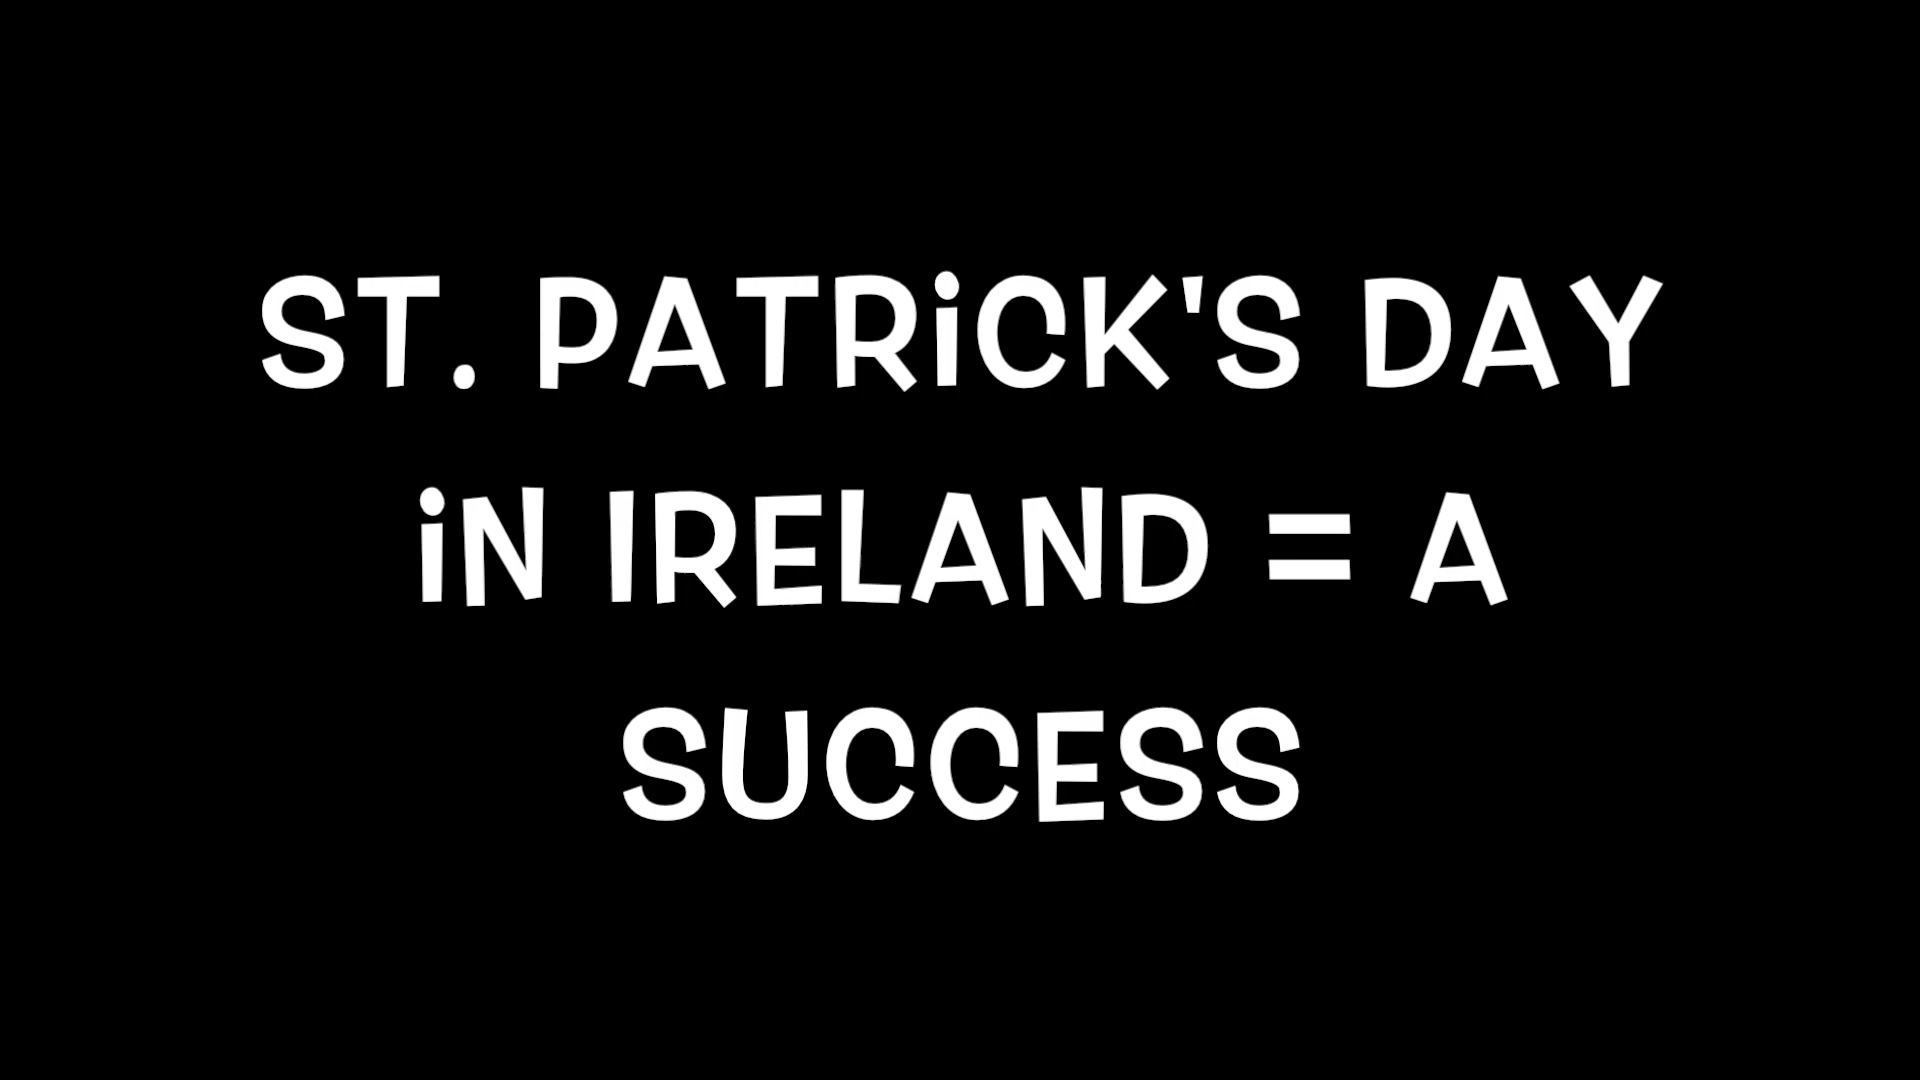 ST. PATRiCK'S DAY
iN IRELAND = A
SUCCESS